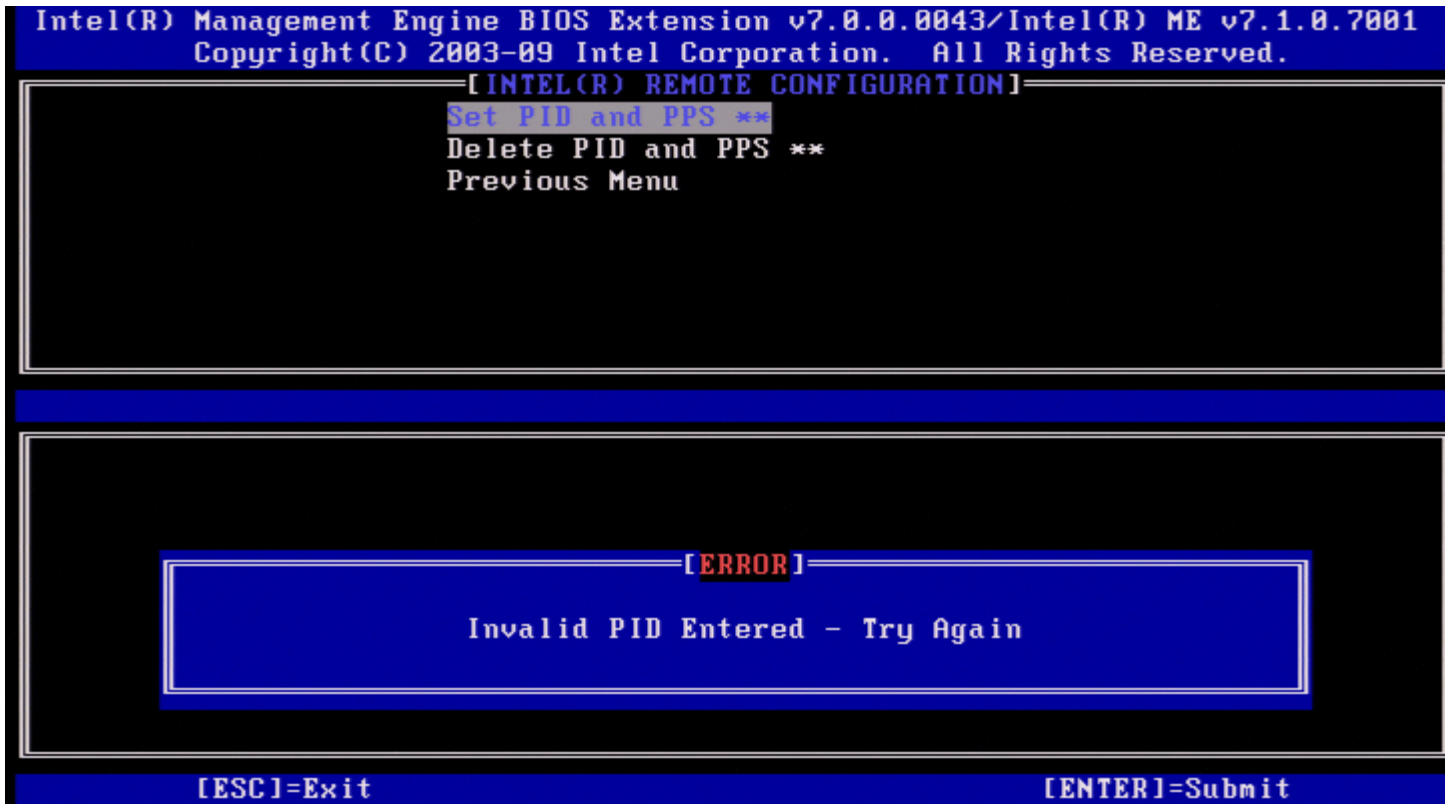 Intel(R) Management Engine BIOS Extension v7.0.0.0043/Intel(R) ME v7.1.0.7001
Copyright(C) 2003-09 Intel Corporation. All Rights Reserved.
[INTEL(R) REMOTE CONFIGURATION]
Set PID and PPS **
Delete PID and PPS **
Previous Menu
[ERROR]
Invalid PID Entered - Try Again
[ESC]=Exit [ENTER]=Submit